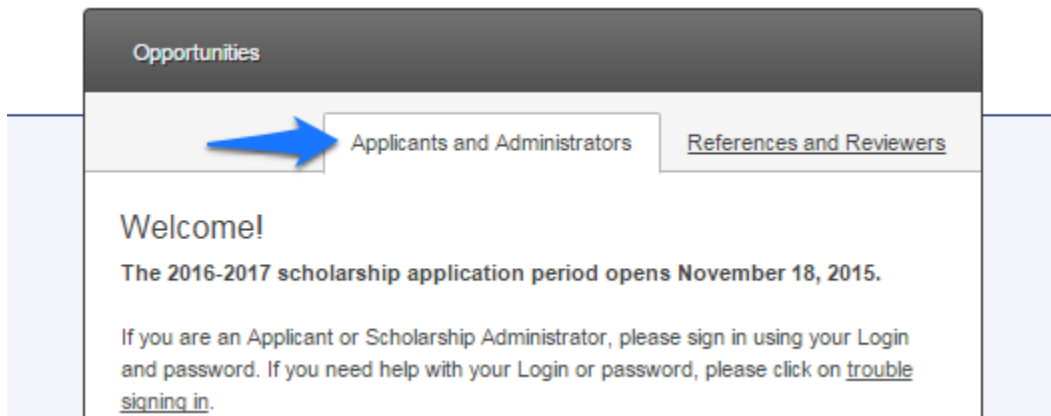 Opportunities
Applicants and Administrators
References and Reviewers
Welcome!
The 2016-2017 scholarship application period opens November 18, 2015.
If you are an Applicant or Scholarship Administrator, please sign in using your Login
and password. If you need help with your Login or password, please click on trouble
signing in.